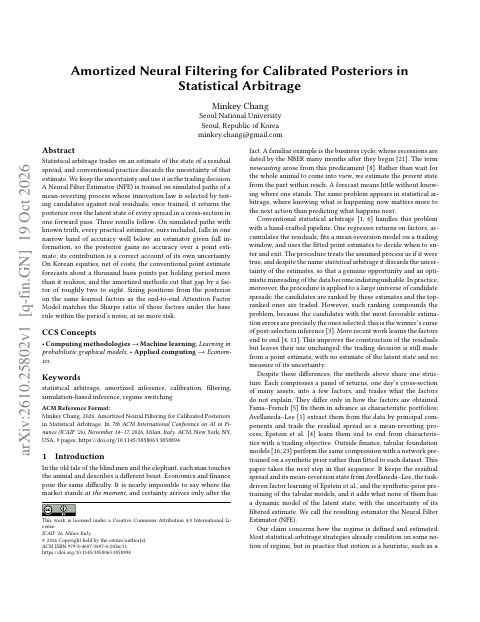 Amortized Neural Filtering for Calibrated Posteriors in
Statistical Arbitrage
Minkey Chang
Seoul National University
Seoul, Republic of Korea
minkey.chang@gmail.com
arXiv:2610.25802v1 [q-fin.GN] 19 Oct 2026
Abstract
Statistical arbitrage trades on an estimate of the state of a residual
spread, and conventional practice discards the uncertainty of that
estimate. We keep the uncertainty and use it in the trading decision.
A Neural Filter Estimator (NFE) is trained on simulated paths of a
mean-reverting process whose innovation law is selected by test-
ing candidates against real residuals; once trained, it returns the
posterior over the latent state of every spread in a cross-section in
one forward pass. Three results follow. On simulated paths with
known truth, every practical estimator, ours included, falls in one
narrow band of accuracy well below an estimator given full in-
formation, so the posterior gains no accuracy over a point esti-
mate; its contribution is a correct account of its own uncertainty.
On Korean equities, net of costs, the conventional point estimate
forecasts about a thousand basis points per holding period more
than it realizes, and the amortized methods cut that gap by a fac-
tor of roughly two to eight. Sizing positions from the posterior
on the same learned factors as the end-to-end Attention Factor
Model matches the Sharpe ratio of those factors under the base
rule within the period's noise, at no more risk.
CCS Concepts
• Computing methodologies → Machine learning; Learning in
probabilistic graphical models; • Applied computing → Econom-
ics.
Keywords
statistical arbitrage, amortized inference, calibration, filtering,
simulation-based inference, regime switching
ACM Reference Format:
Minkey Chang. 2026. Amortized Neural Filtering for Calibrated Posteriors
in Statistical Arbitrage. In 7th ACM International Conference on AI in Fi-
nance (ICAIF '26), November 14–17, 2026, Milan, Italy. ACM, New York, NY,
USA, 9 pages. https://doi.org/10.1145/3858063.3858894
1 Introduction
In the old tale of the blind men and the elephant, each man touches
the animal and describes a different beast. Economics and finance
pose the same difficulty. It is nearly impossible to say where the
market stands at the moment, and certainty arrives only after the
This work is licensed under a Creative Commons Attribution 4.0 International Li-
cense.
ICAIF '26, Milan, Italy
© 2026 Copyright held by the owner/author(s).
https://doi.org/10.1145/3858063.3858894
fact. A familiar example is the business cycle, whose recessions are
dated by the NBER many months after they begin [21]. The term
nowcasting arose from this predicament [8]. Rather than wait for
the whole animal to come into view, we estimate the present state
from the part within reach. A forecast means little without know-
ing where one stands. The same problem appears in statistical ar-
bitrage, where knowing what is happening now matters more to
the next action than predicting what happens next.
Conventional statistical arbitrage [1, 6] handles this problem
with a hand-crafted pipeline. One regresses returns on factors, ac-
cumulates the residuals, fits a mean-reversion model on a trailing
window, and uses the fitted point estimates to decide when to en-
ter and exit. The procedure treats the assumed process as if it were
true, and despite the name statistical arbitrage it discards the uncer-
tainty of the estimates, so that a genuine opportunity and an opti-
mistic misreading of the data become indistinguishable. In practice,
moreover, the procedure is applied to a large universe of candidate
spreads: the candidates are ranked by these estimates and the top-
ranked ones are traded. However, such ranking compounds the
problem, because the candidates with the most favorable estima-
tion errors are precisely the ones selected; this is the winner's curse
of post-selection inference [3]. More recent work learns the factors
end to end [4, 11]. This improves the construction of the residuals
but leaves their use unchanged: the trading decision is still made
from a point estimate, with no estimate of the latent state and no
measure of its uncertainty.
Despite these differences, the methods above share one struc-
ture. Each compresses a panel of returns, one day's cross-section
of many assets, into a few factors, and trades what the factors
do not explain. They differ only in how the factors are obtained.
Fama–French [5] fix them in advance as characteristic portfolios;
Avellaneda–Lee [1] extract them from the data by principal com-
ponents and trade the residual spread as a mean-reverting pro-
cess; Epstein et al. [4] learn them end to end from characteris-
tics with a trading objective. Outside finance, tabular foundation
models [16, 23] perform the same compression with a network pre-
trained on a synthetic prior rather than fitted to each dataset. This
paper takes the next step in that sequence. It keeps the residual
spread and its mean-reversion state from Avellaneda–Lee, the task-
driven factor learning of Epstein et al., and the synthetic-prior pre-
training of the tabular models, and it adds what none of them has:
a dynamic model of the latent state, with the uncertainty of its
filtered estimate. We call the resulting estimator the Neural Filter
Estimator (NFE).
Our claim concerns how the regime is defined and estimated.
Most statistical-arbitrage strategies already condition on some no-
tion of regime, but in practice that notion is a heuristic, such as a